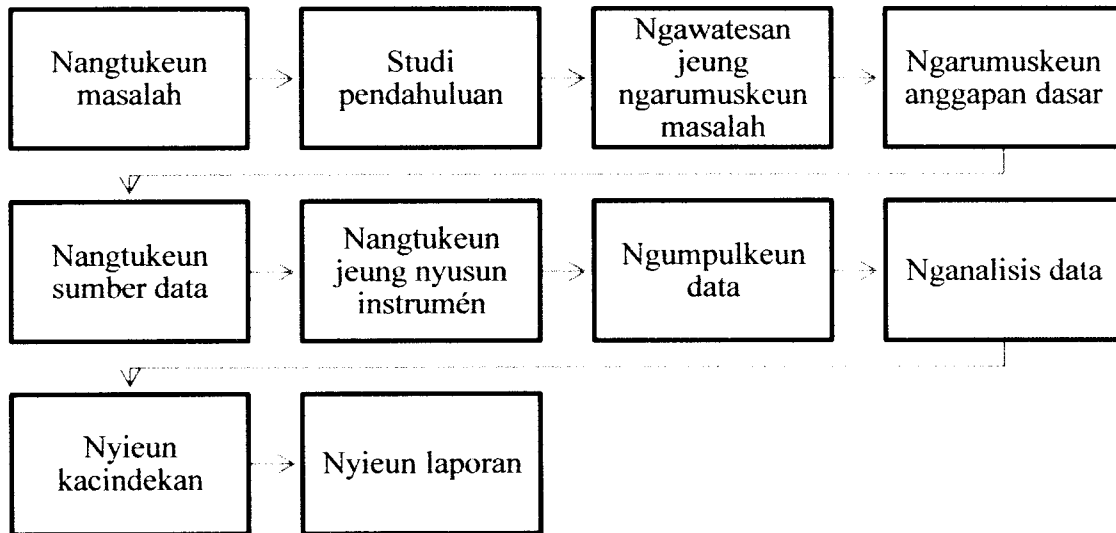 Nangtukeun
masalah
Studi
pendahuluan
Ngawatesan
jeung
ngarumuskeun
masalah
Ngarumuskeun
anggapan dasar
Nangtukeun
sumber data
Nangtukeun
jeung nyusun
instrumén
Ngumpulkeun
data
Nganalisis data
Nyieun
kacindekan
Nyieun laporan